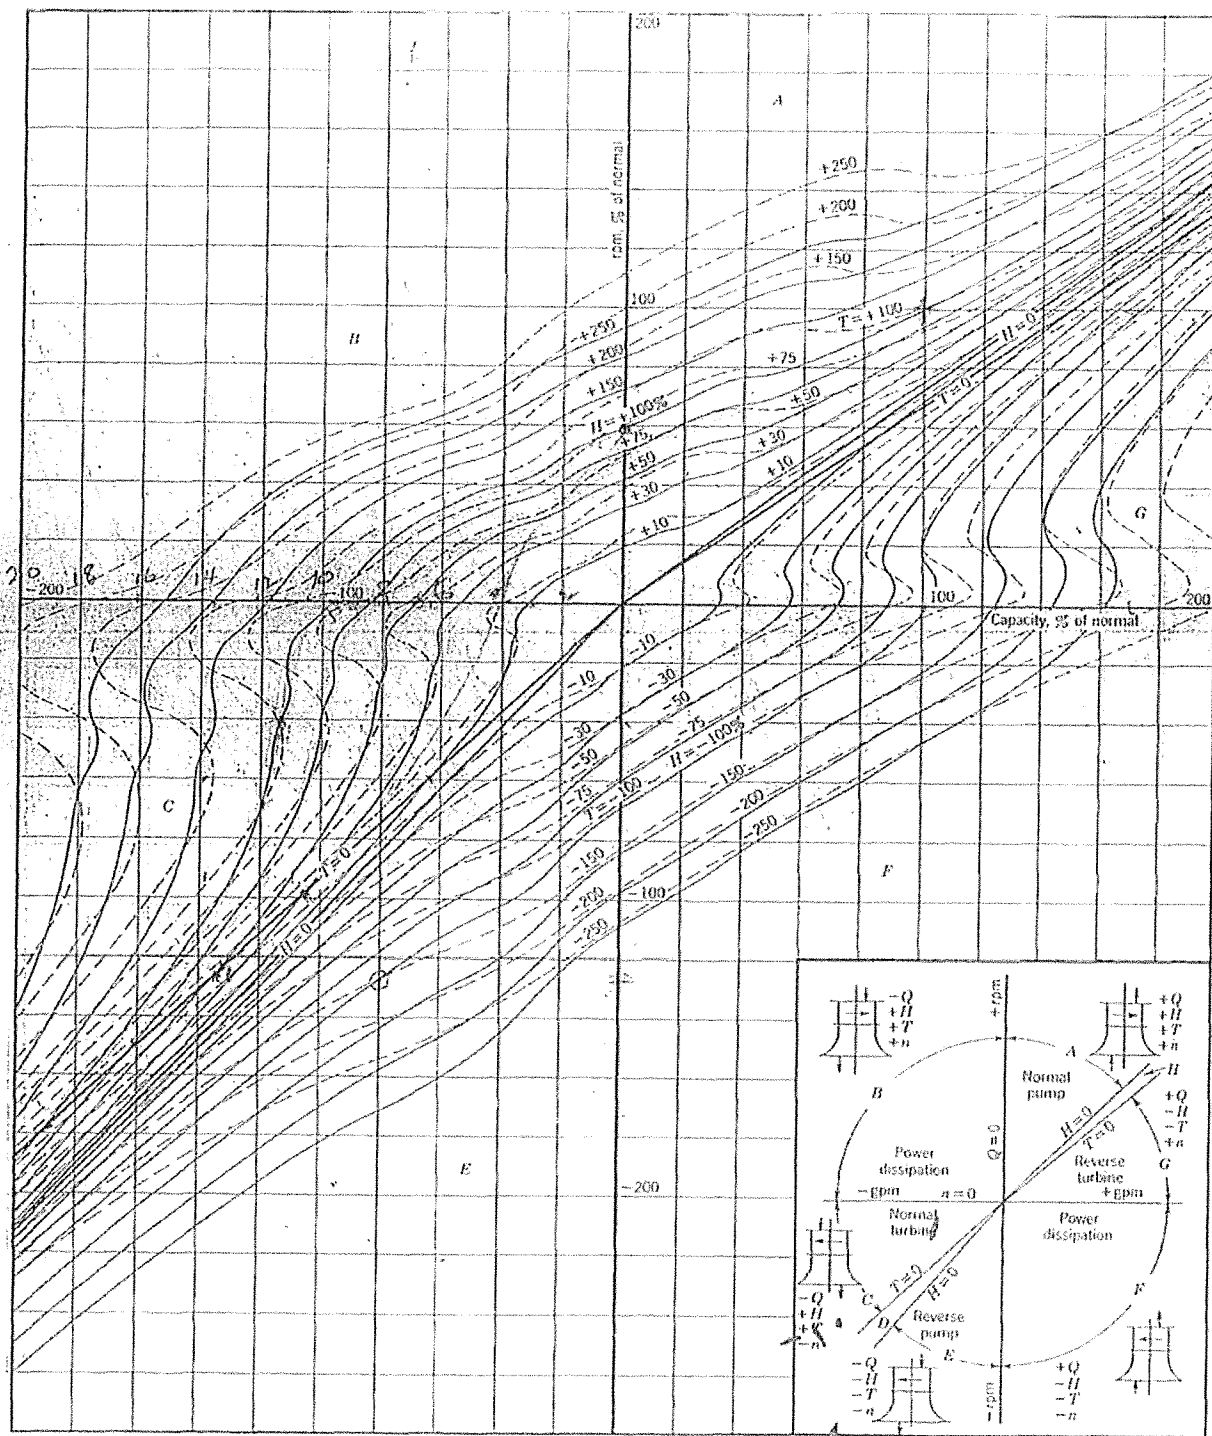 200
A
rpm, % of normal
+250
+200
+150
100
T=+100
H=0
B
+250
+200
+75
+150
T=0
+50
H=+100%
+75
+30
+50
+10
+30
G
+10
20 18 16 14 12 10
-200 -100 100 200
Capacity, % of normal
-10
-10
-30
-50
-30
-75
-50
H=-100%
-75
-150
T=-100
C
-200
-250
T=0
-150
F
-100
-200
H=0
-250
E
-200
+rpm
-Q
+H
+T
+n
+Q
+H
+T
+n
A
H
Normal
pump
B
H=0
T=0
Q=0
+Q
-H
-T
+n
Power
dissipation
Reverse
turbine
G
-gpm n=0 +gpm
Normal
turbine
Power
dissipation
T=0
H=0
F
C
D
-Q
+H
-n
Reverse
pump
E
-Q
-H
-T
-n
-rpm
+Q
-H
-T
-n